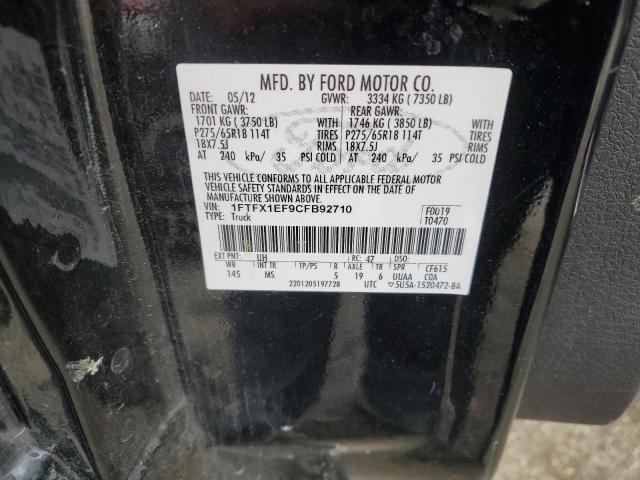 MFD. BY FORD MOTOR CO.
DATE: 05/12 GVWR: 3334 KG ( 7350 LB)
FRONT GAWR: REAR GAWR:
1701 KG ( 3750 LB) WITH 1746 KG ( 3850 LB) WITH
P275/65R18 114T TIRES P275/65R18 114T TIRES
18X7.5J RIMS 18X7.5J RIMS
AT 240 kPa/ 35 PSI COLD AT 240 kPa/ 35 PSI COLD
THIS VEHICLE CONFORMS TO ALL APPLICABLE FEDERAL MOTOR
VEHICLE SAFETY STANDARDS IN EFFECT ON THE DATE OF MANUFACTURE
SHOWN ABOVE.
VIN: 1FTFX1EF9CFB92710 F0019
TYPE: Truck T0470
EXT PNT: UH RC: 47 DSO:
WB INT TR TP/PS R AXLE TR SPR CF615
145 MS 5 19 6 UUAA COA
2201205197728 UTC ▽5U5A-1520472-BA
Ford